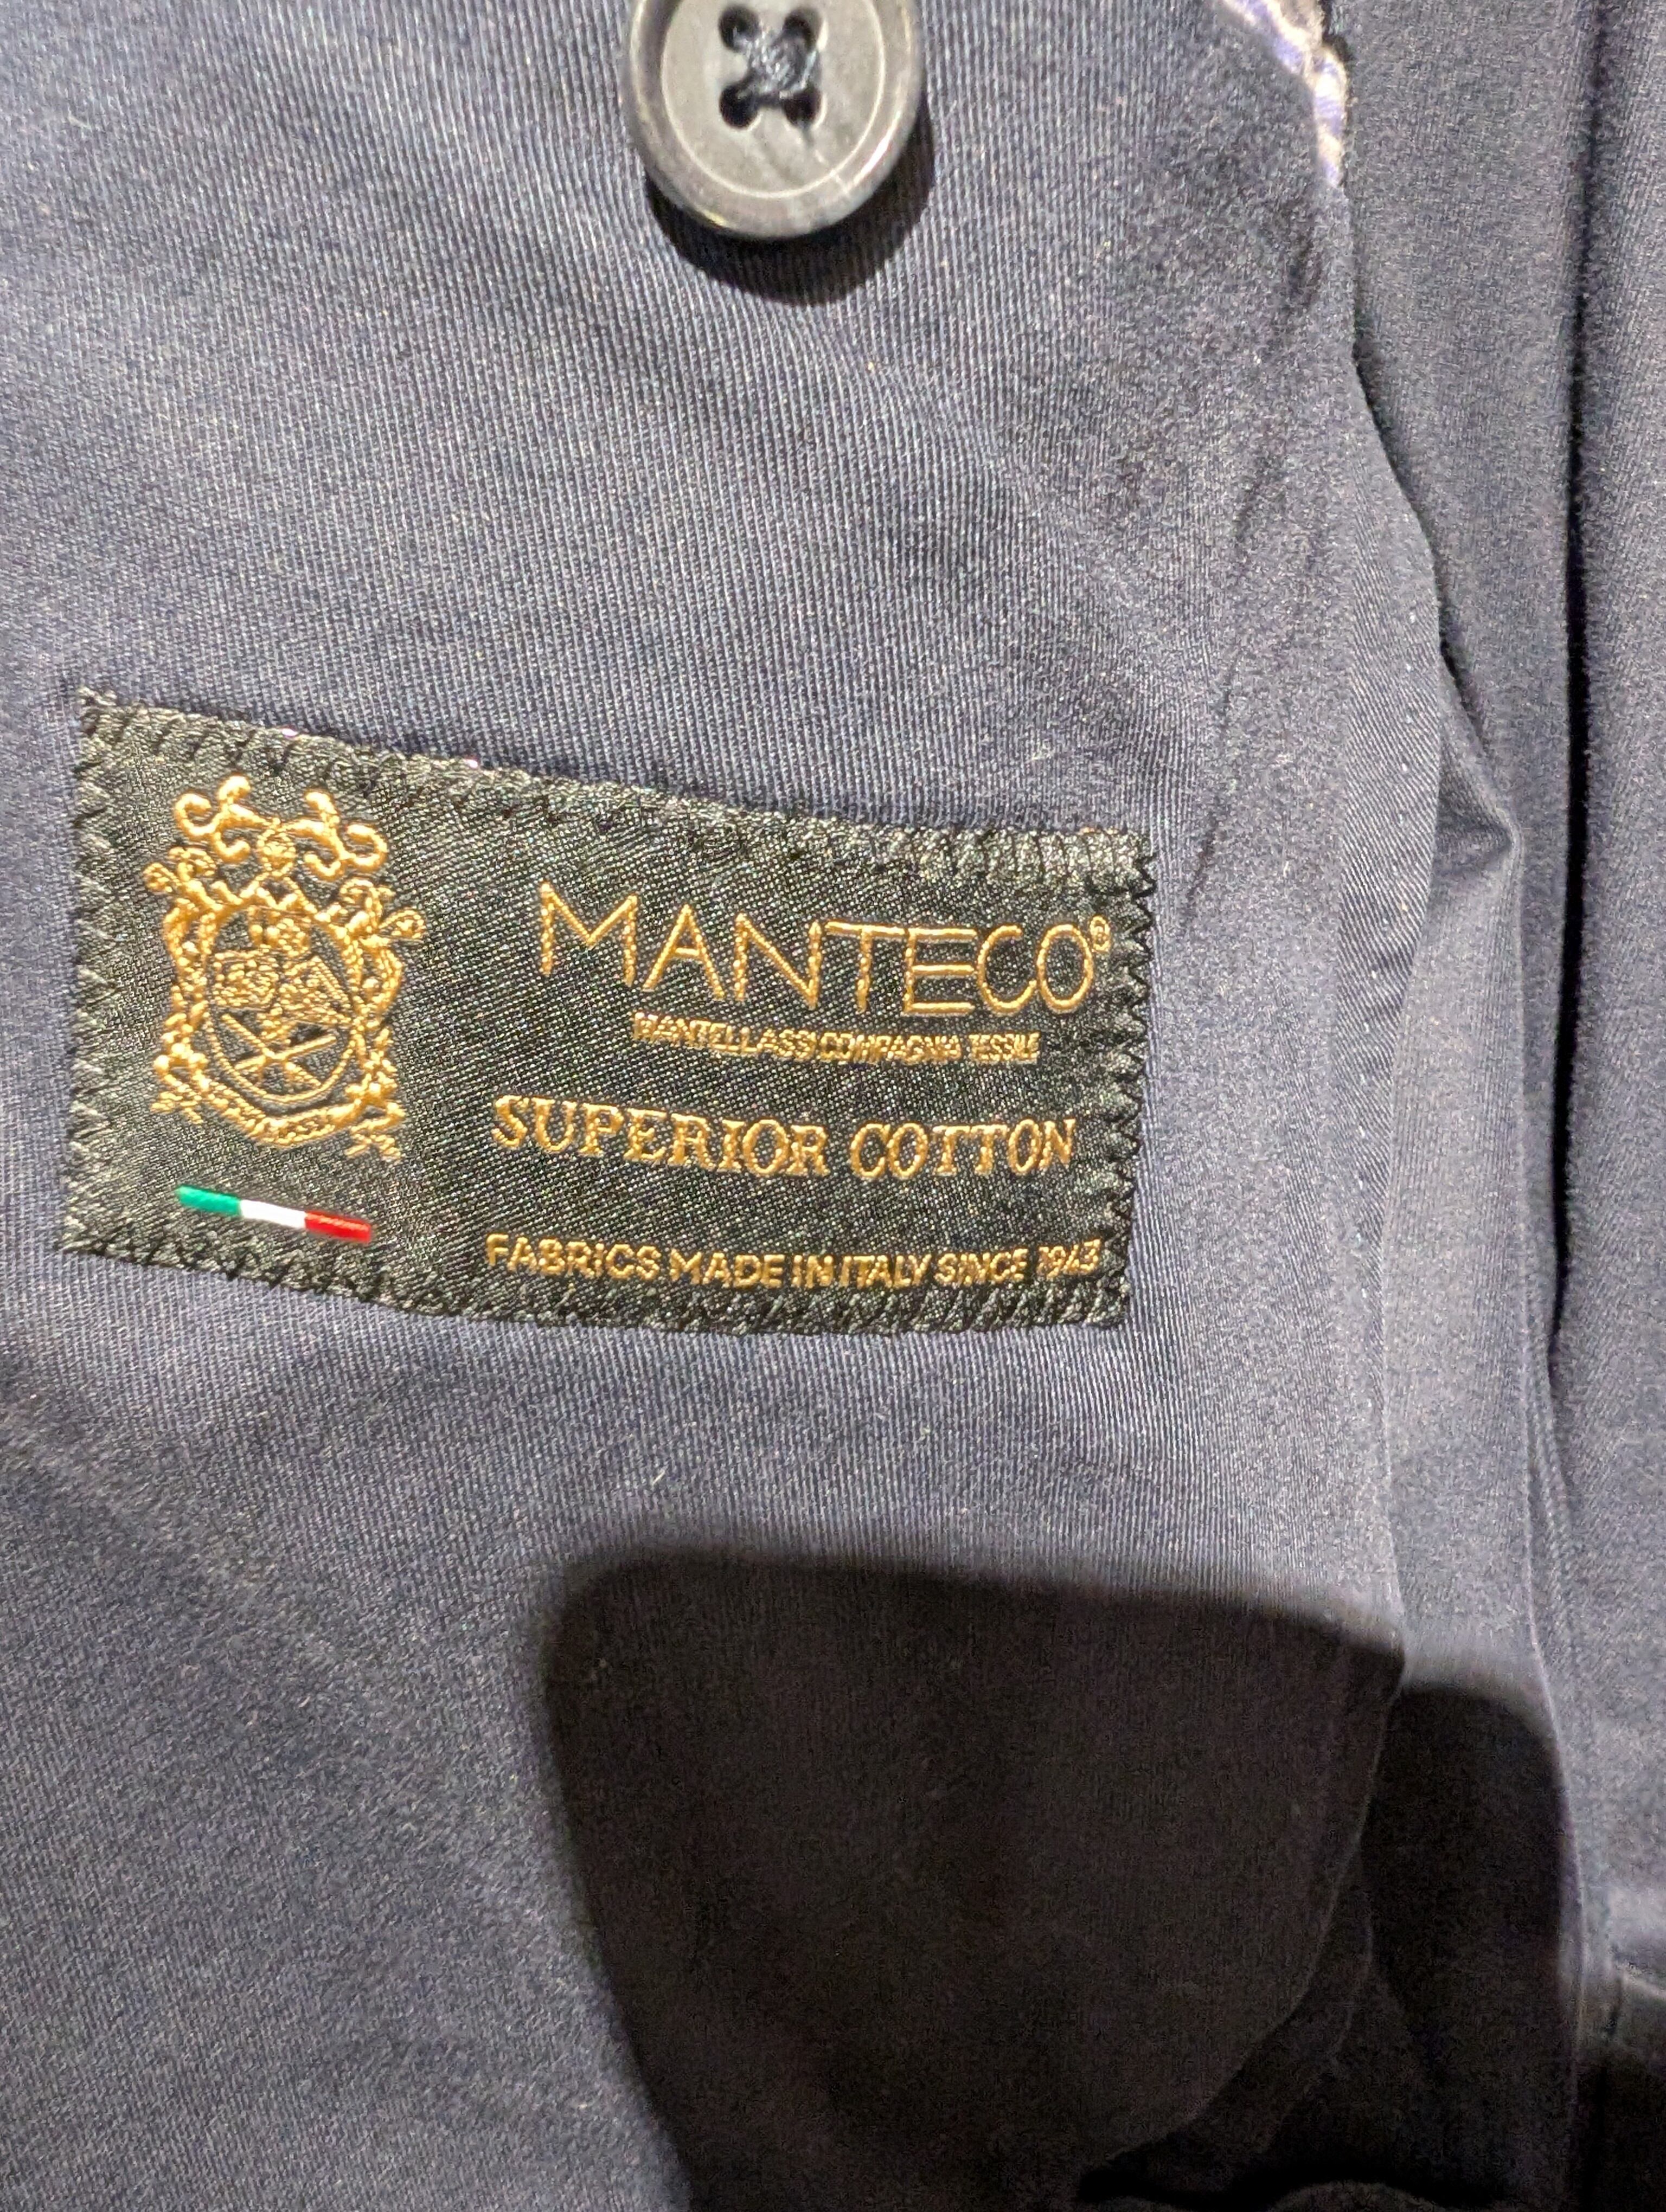 MANTECO®
MANTELLASSI COMPAGNIA TESSILE
SUPERIOR COTTON
FABRICS MADE IN ITALY SINCE 1943